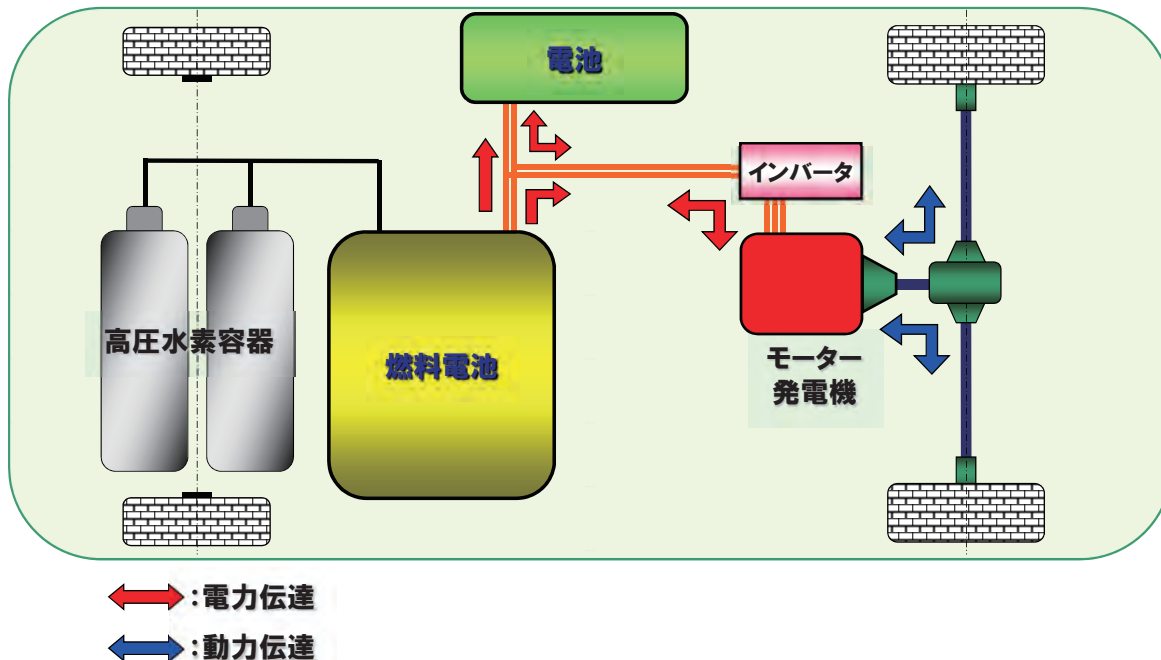 電池
インバータ
高圧水素容器
燃料電池
モーター
発電機
:電力伝達
:動力伝達